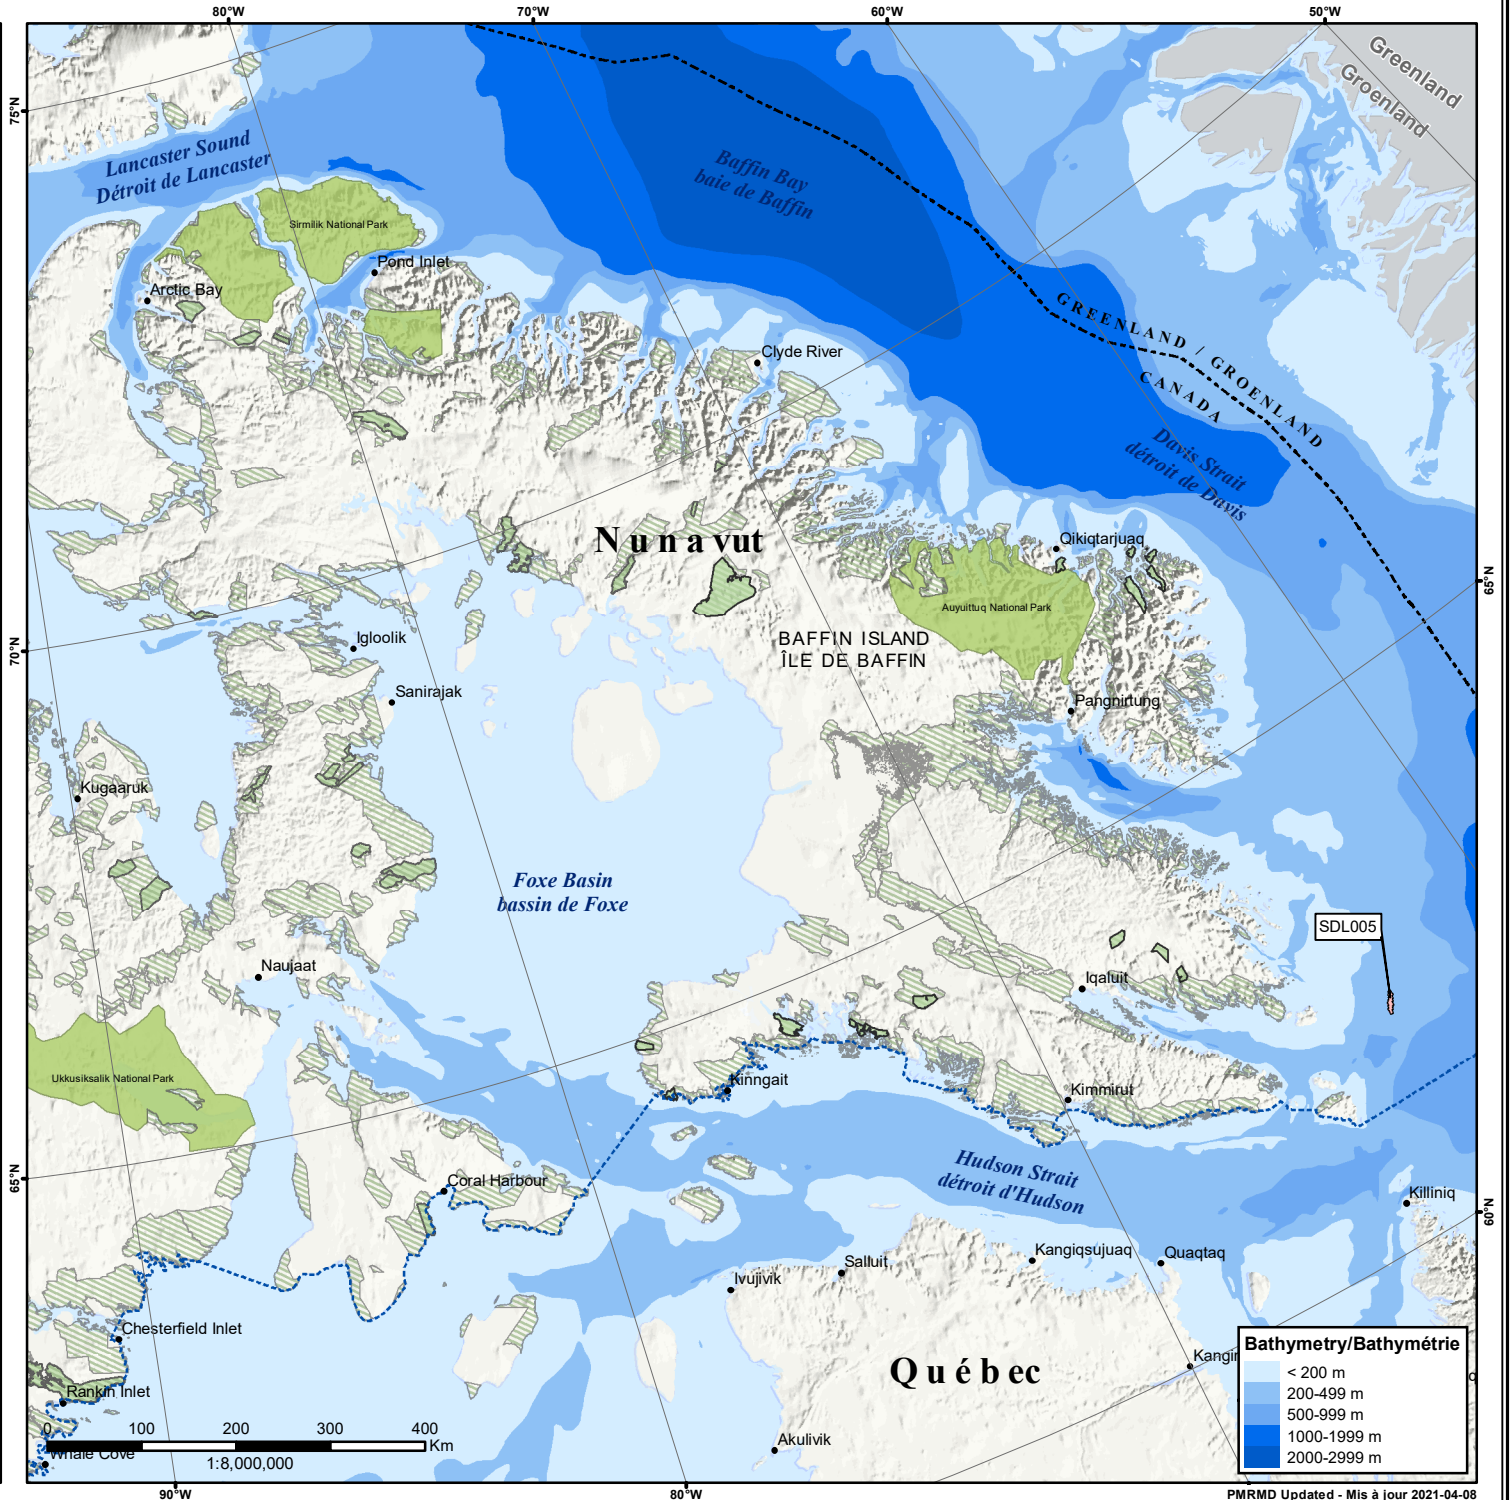 80°W
70°W
60°W
50°W
75°N
70°N
65°N
65°N
60°N
90°W
80°W
Greenland
Groenland
Lancaster Sound
Détroit de Lancaster
Baffin Bay
baie de Baffin
Sirmilik National Park
Pond Inlet
Arctic Bay
Clyde River
GREENLAND / GROENLAND
CANADA
Davis Strait
détroit de Davis
Nunavut
Qikiqtarjuaq
Auyuittuq National Park
BAFFIN ISLAND
ÎLE DE BAFFIN
Igloolik
Sanirajak
Pangnirtung
Kugaaruk
Foxe Basin
bassin de Foxe
SDL005
Naujaat
Iqaluit
Ukkusiksalik National Park
Kinngait
Kimmirut
Hudson Strait
détroit d'Hudson
Coral Harbour
Killiniq
Kangiqsujuaq
Quaqtaq
Salluit
Ivujivik
Chesterfield Inlet
Québec
Kangir
Rankin Inlet
Akulivik
Whale Cove
0 100 200 300 400
Km
1:8,000,000
Bathymetry/Bathymétrie
< 200 m
200-499 m
500-999 m
1000-1999 m
2000-2999 m
PMRMD Updated - Mis à jour 2021-04-08